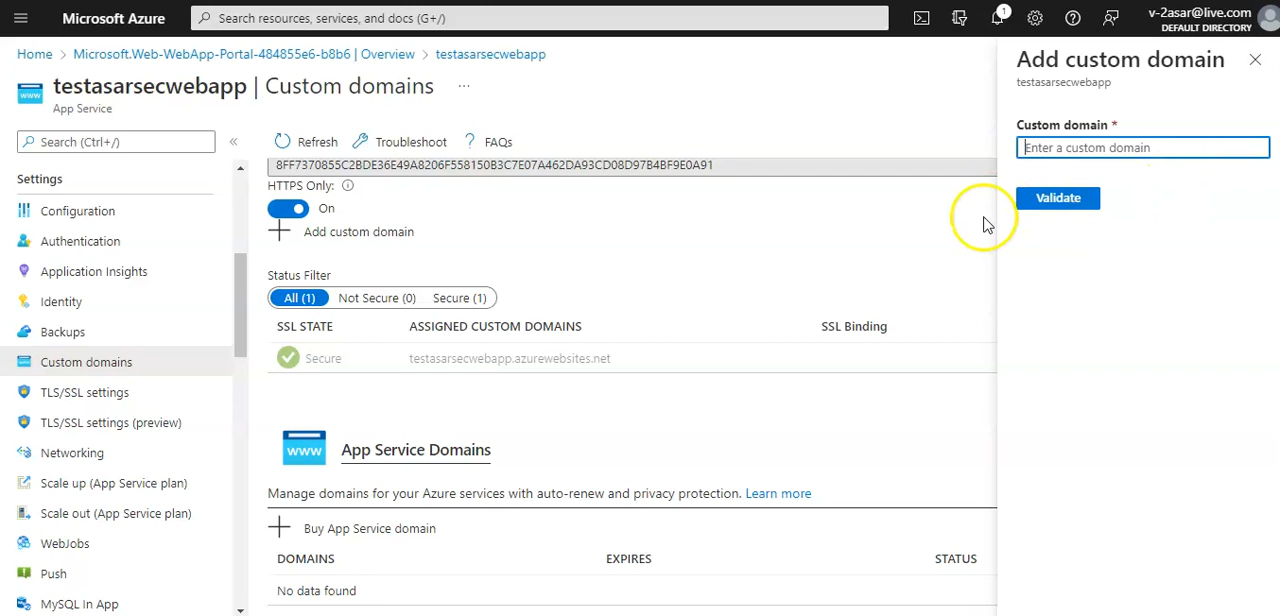 Microsoft Azure
Search resources, services, and docs (G+/)
1
v-2asar@live.com
DEFAULT DIRECTORY
Home > Microsoft.Web-WebApp-Portal-484855e6-b8b6 | Overview > testasarsecwebapp
testasarsecwebapp | Custom domains ...
App Service
Search (Ctrl+/)
«
Settings
Configuration
Authentication
Application Insights
Identity
Backups
Custom domains
TLS/SSL settings
TLS/SSL settings (preview)
Networking
Scale up (App Service plan)
Scale out (App Service plan)
WebJobs
Push
MySQL In App
Refresh
Troubleshoot
? FAQs
8FF7370855C2BDE36E49A8206F558150B3C7E07A462DA93CD08D97B4BF9E0A91
HTTPS Only:
On
Add custom domain
Status Filter
All (1) Not Secure (0) Secure (1)
SSL STATE ASSIGNED CUSTOM DOMAINS SSL Binding
Secure testasarsecwebapp.azurewebsites.net
www App Service Domains
Manage domains for your Azure services with auto-renew and privacy protection. Learn more
Buy App Service domain
DOMAINS EXPIRES STATUS
No data found
Add custom domain
testasarsecwebapp
Custom domain *
Enter a custom domain
Validate